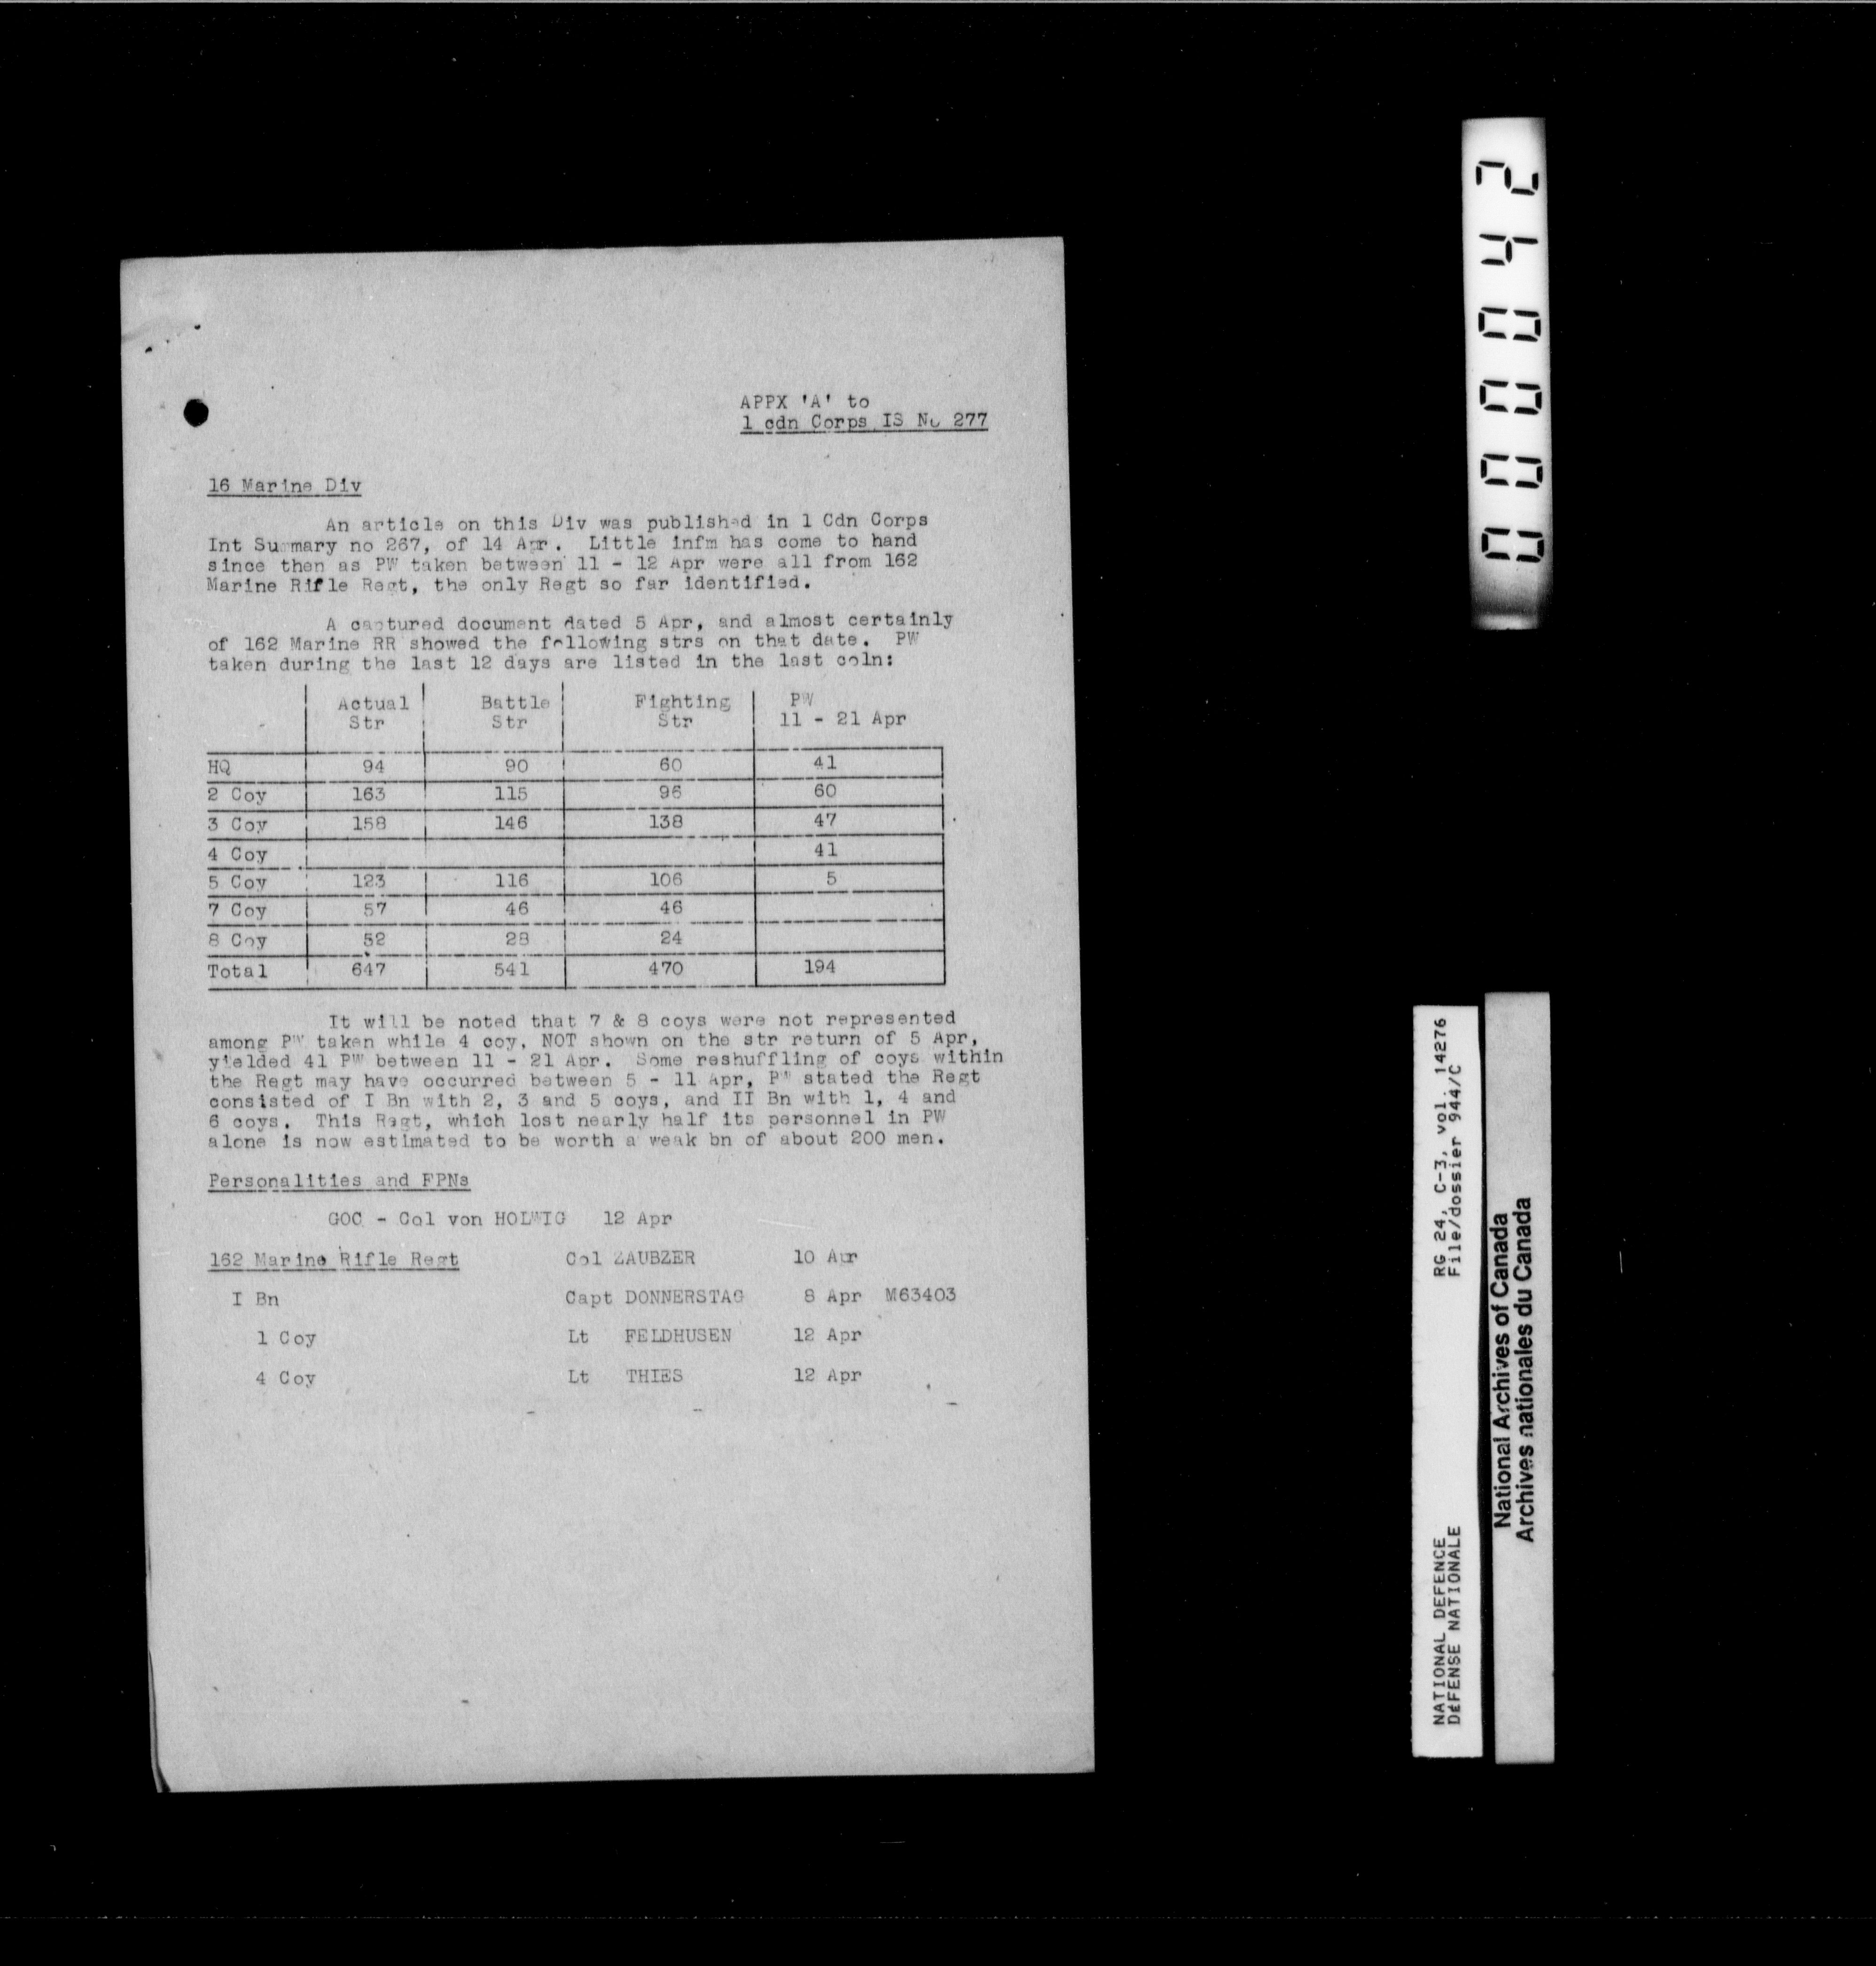 APPX 'A' to
1 cdn Corps IS No 277
16 Marine Div
An article on this Div was published in 1 Cdn Corps
Int Summary no 267, of 14 Apr. Little infm has come to hand
since then as PW taken between 11 - 12 Apr were all from 162
Marine Rifle Regt, the only Regt so far identified.
A captured document dated 5 Apr, and almost certainly
of 162 Marine RR showed the following strs on that date. PW
taken during the last 12 days are listed in the last coln:
Actual Battle Fighting PW
Str Str Str 11 - 21 Apr
HQ 94 90 60 41
2 Coy 163 115 96 60
3 Coy 158 146 138 47
4 Coy 41
5 Coy 123 116 106 5
7 Coy 57 46 46
8 Coy 52 28 24
Total 647 541 470 194
It will be noted that 7 & 8 coys were not represented
among PW taken while 4 coy, NOT shown on the str return of 5 Apr,
yielded 41 PW between 11 - 21 Apr. Some reshuffling of coys within
the Regt may have occurred between 5 - 11 Apr, PW stated the Regt
consisted of I Bn with 2, 3 and 5 coys, and II Bn with 1, 4 and
6 coys. This Regt, which lost nearly half its personnel in PW
alone is now estimated to be worth a weak bn of about 200 men.
Personalities and FPNs
GOC - Col von HOLWIG 12 Apr
162 Marine Rifle Regt Col ZAUBZER 10 Apr
I Bn Capt DONNERSTAG 8 Apr M63403
1 Coy Lt FELDHUSEN 12 Apr
4 Coy Lt THIES 12 Apr
000042
NATIONAL DEFENCE RG 24, C-3, vol. 14276
DéFENSE NATIONALE File/dossier 944/C
National Archives of Canada
Archives nationales du Canada